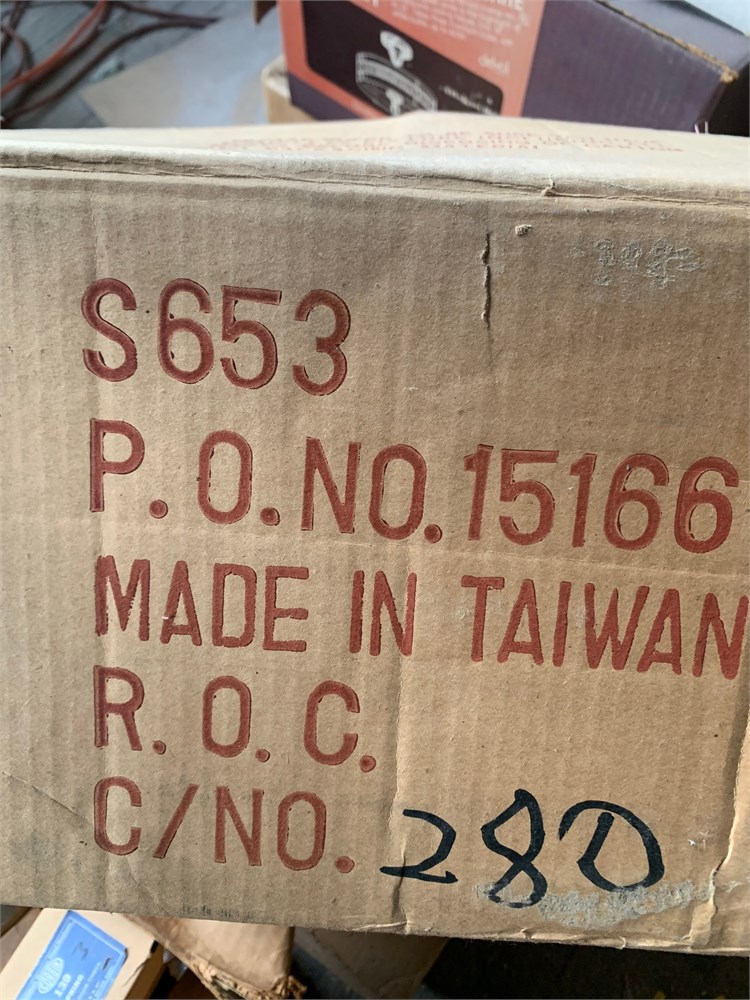 S653
P.O.NO.15166
MADE IN TAIWAN
R.O.C.
C/NO. 280